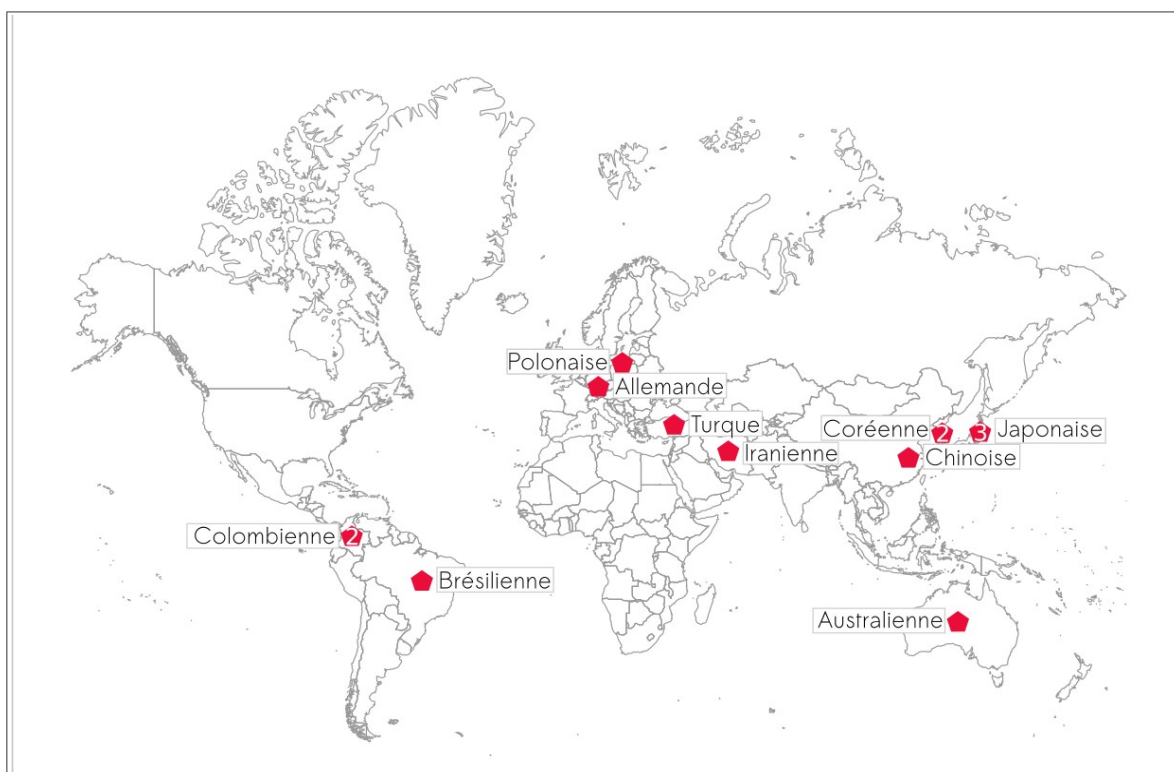 Polonaise
Allemande
Turque
Coréenne 2
3 Japonaise
Iranienne
Chinoise
Colombienne 2
Brésilienne
Australienne